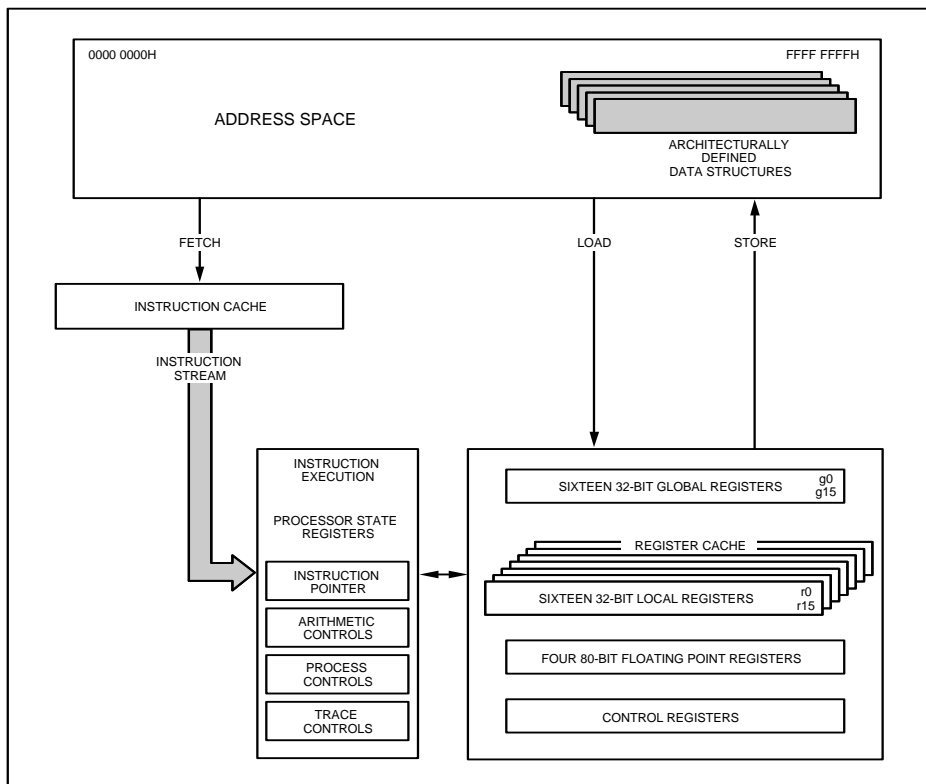 0000 0000H
FFFF FFFFH
ADDRESS SPACE
ARCHITECTURALLY
DEFINED
DATA STRUCTURES
FETCH
LOAD
STORE
INSTRUCTION CACHE
INSTRUCTION
STREAM
INSTRUCTION
EXECUTION
PROCESSOR STATE
REGISTERS
INSTRUCTION
POINTER
ARITHMETIC
CONTROLS
PROCESS
CONTROLS
TRACE
CONTROLS
SIXTEEN 32-BIT GLOBAL REGISTERS
g0
g15
REGISTER CACHE
SIXTEEN 32-BIT LOCAL REGISTERS
r0
r15
FOUR 80-BIT FLOATING POINT REGISTERS
CONTROL REGISTERS